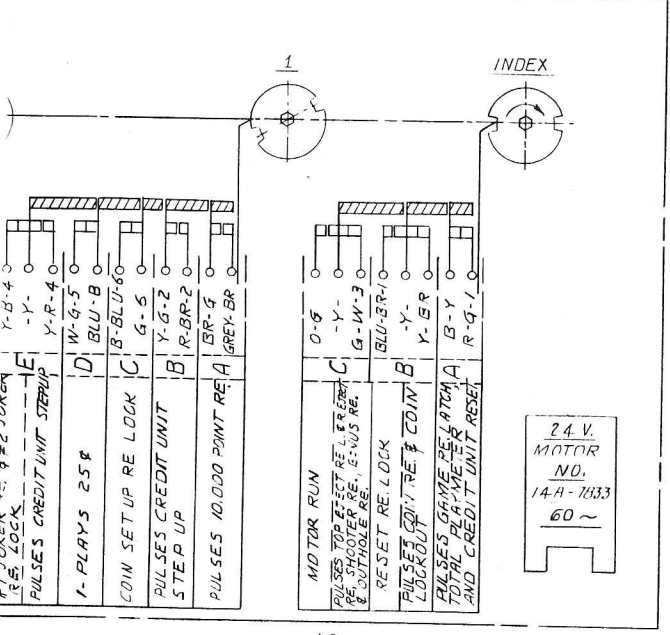 1
INDEX
Y-B-4
-Y-
Y-R-4
W-G-5
BLU-B
B-BLU-6
G-6
Y-G-2
R-BR-2
BR-G
GREY-BR
O-G
-Y-
G-W-3
BLU-BR-1
-Y-
Y-BR
B-Y
R-G-1
E
D
C
B
A
C
B
A
RE. LOCK
PULSES CREDIT UNIT STEPUP
1-PLAYS 25¢
COIN SET UP RE LOCK
PULSES CREDIT UNIT
STEP UP
PULSES 10,000 POINT RE
MOTOR RUN
PULSES TOP EJECT RE L. & R EJECT
RE, SHOOTER RE., BONUS RE.
& OUTHOLE RE.
RESET RE. LOCK
PULSES COIN RE. & COIN
LOCKOUT
PULSES GAME RE. LATCH,
TOTAL PLAY METER
AND CREDIT UNIT RESET
24 V.
MOTOR
NO.
14A-7833
60~